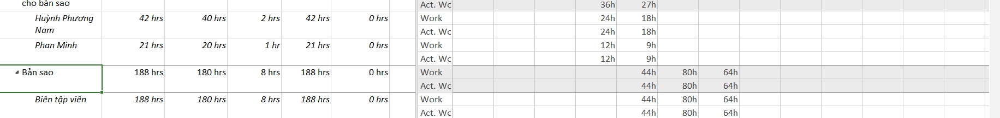 cho bản sao Act. Wc 36h 27h
Huỳnh Phương 42 hrs 40 hrs 2 hrs 42 hrs 0 hrs Work 24h 18h
Nam Act. Wc 24h 18h
Phan Minh 21 hrs 20 hrs 1 hr 21 hrs 0 hrs Work 12h 9h
Act. Wc 12h 9h
Bản sao 188 hrs 180 hrs 8 hrs 188 hrs 0 hrs Work 44h 80h 64h
Act. Wc 44h 80h 64h
Biên tập viên 188 hrs 180 hrs 8 hrs 188 hrs 0 hrs Work 44h 80h 64h
Act. Wc 44h 80h 64h